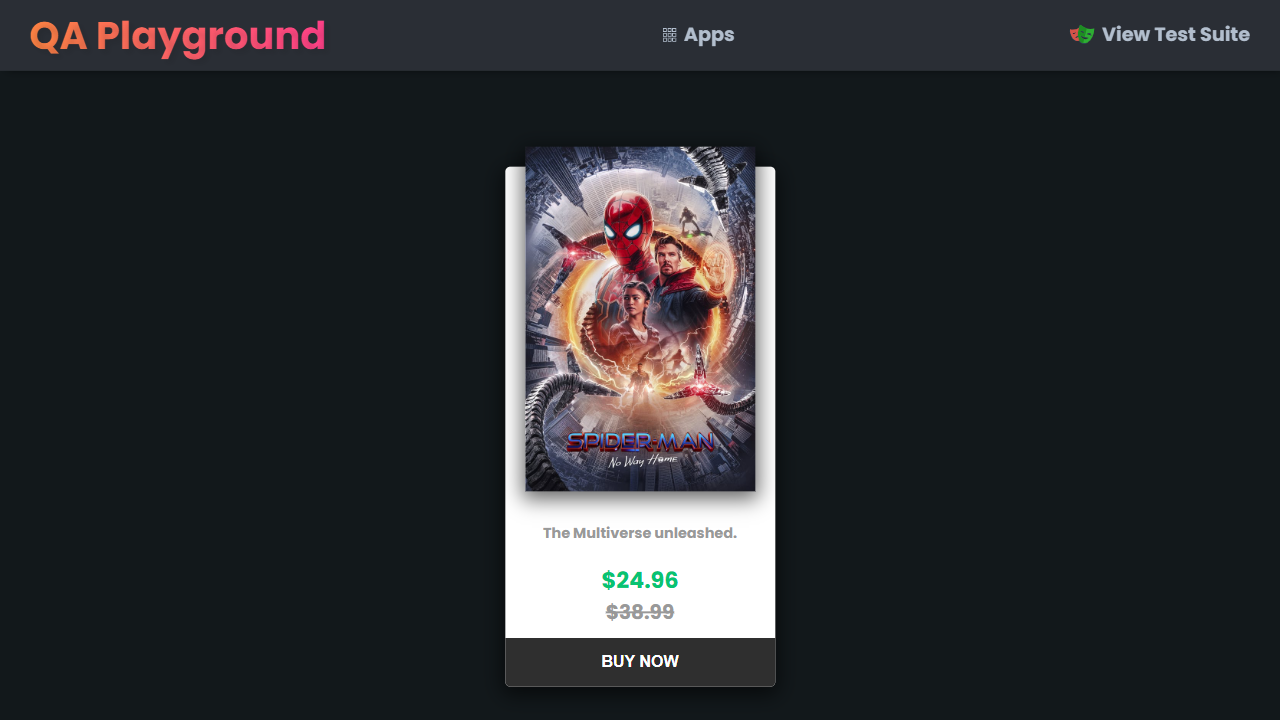 QA Playground
Apps
View Test Suite
SPIDER-MAN
No Way Home
The Multiverse unleashed.
$24.96
$38.99
BUY NOW